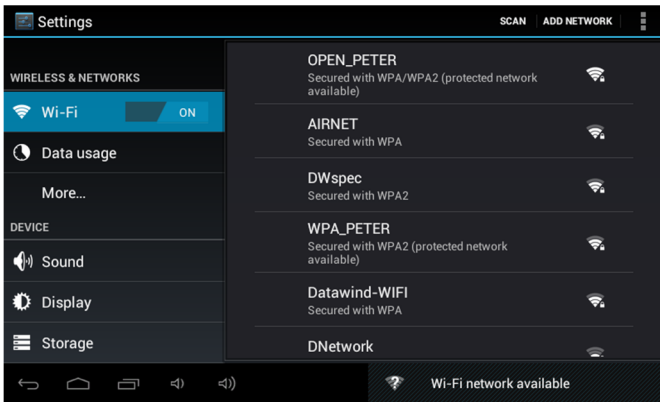 Settings
SCAN
ADD NETWORK
WIRELESS & NETWORKS
Wi-Fi
ON
Data usage
More...
DEVICE
Sound
Display
Storage
OPEN_PETER
Secured with WPA/WPA2 (protected network
available)
AIRNET
Secured with WPA
DWspec
Secured with WPA2
WPA_PETER
Secured with WPA2 (protected network
available)
Datawind-WIFI
Secured with WPA
DNetwork
Wi-Fi network available